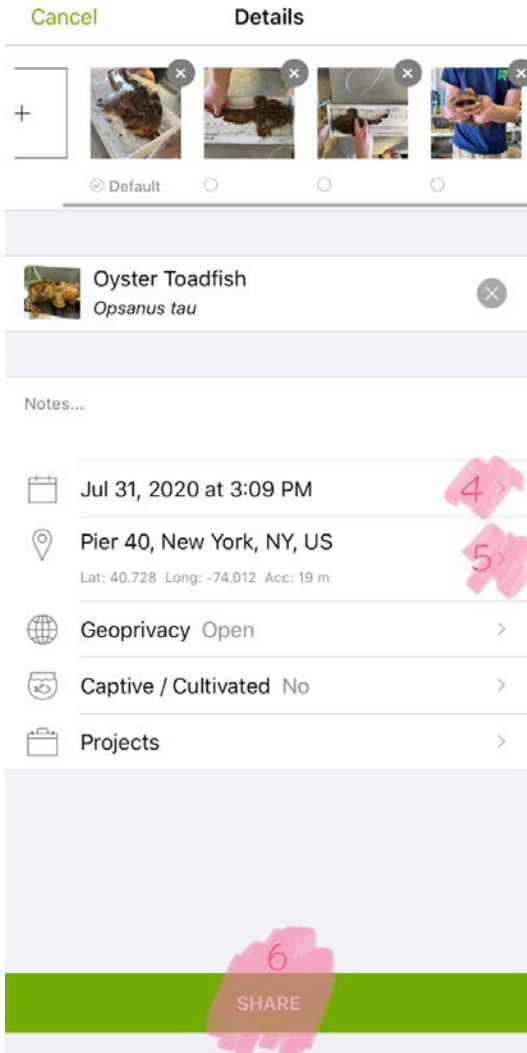 Cancel Details
Default
Oyster Toadfish
Opsanus tau
Notes...
Jul 31, 2020 at 3:09 PM
4
Pier 40, New York, NY, US
Lat: 40.728 Long: -74.012 Acc: 19 m
5
Geoprivacy Open
Captive / Cultivated No
Projects
6
SHARE